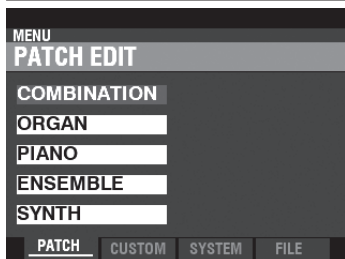 MENU
PATCH EDIT
COMBINATION
ORGAN
PIANO
ENSEMBLE
SYNTH
PATCH CUSTOM SYSTEM FILE